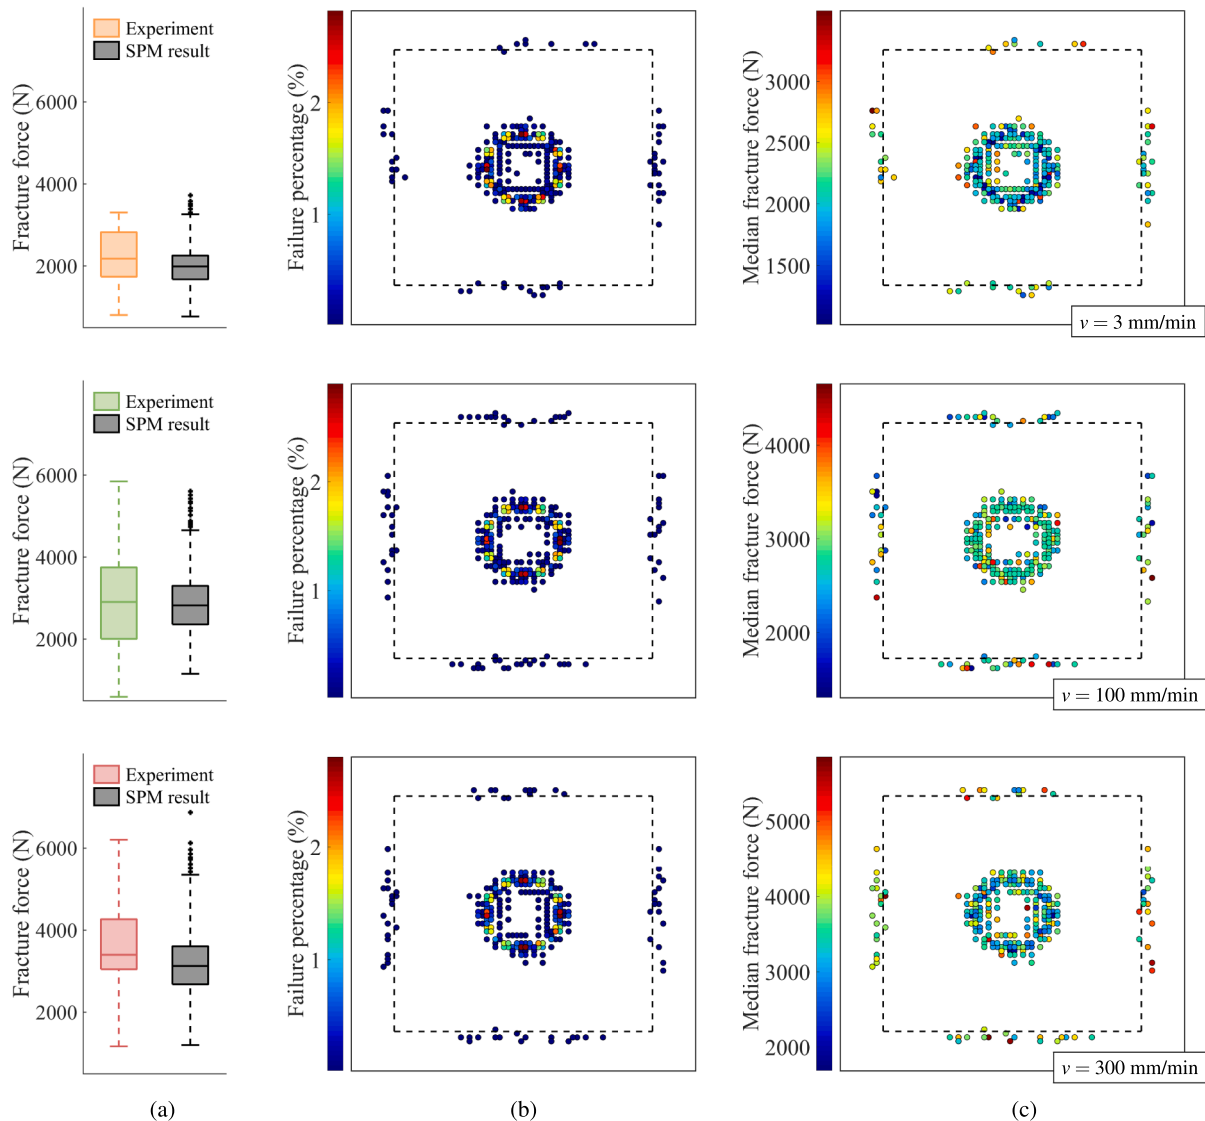 Experiment
SPM result
Fracture force (N)
6000
4000
2000
Failure percentage (%)
2
1
Median fracture force (N)
3000
2500
2000
1500
v = 3 mm/min
Experiment
SPM result
Fracture force (N)
6000
4000
2000
Failure percentage (%)
2
1
Median fracture force (N)
4000
3000
2000
v = 100 mm/min
Experiment
SPM result
Fracture force (N)
6000
4000
2000
Failure percentage (%)
2
1
Median fracture force (N)
5000
4000
3000
2000
v = 300 mm/min
(a)
(b)
(c)